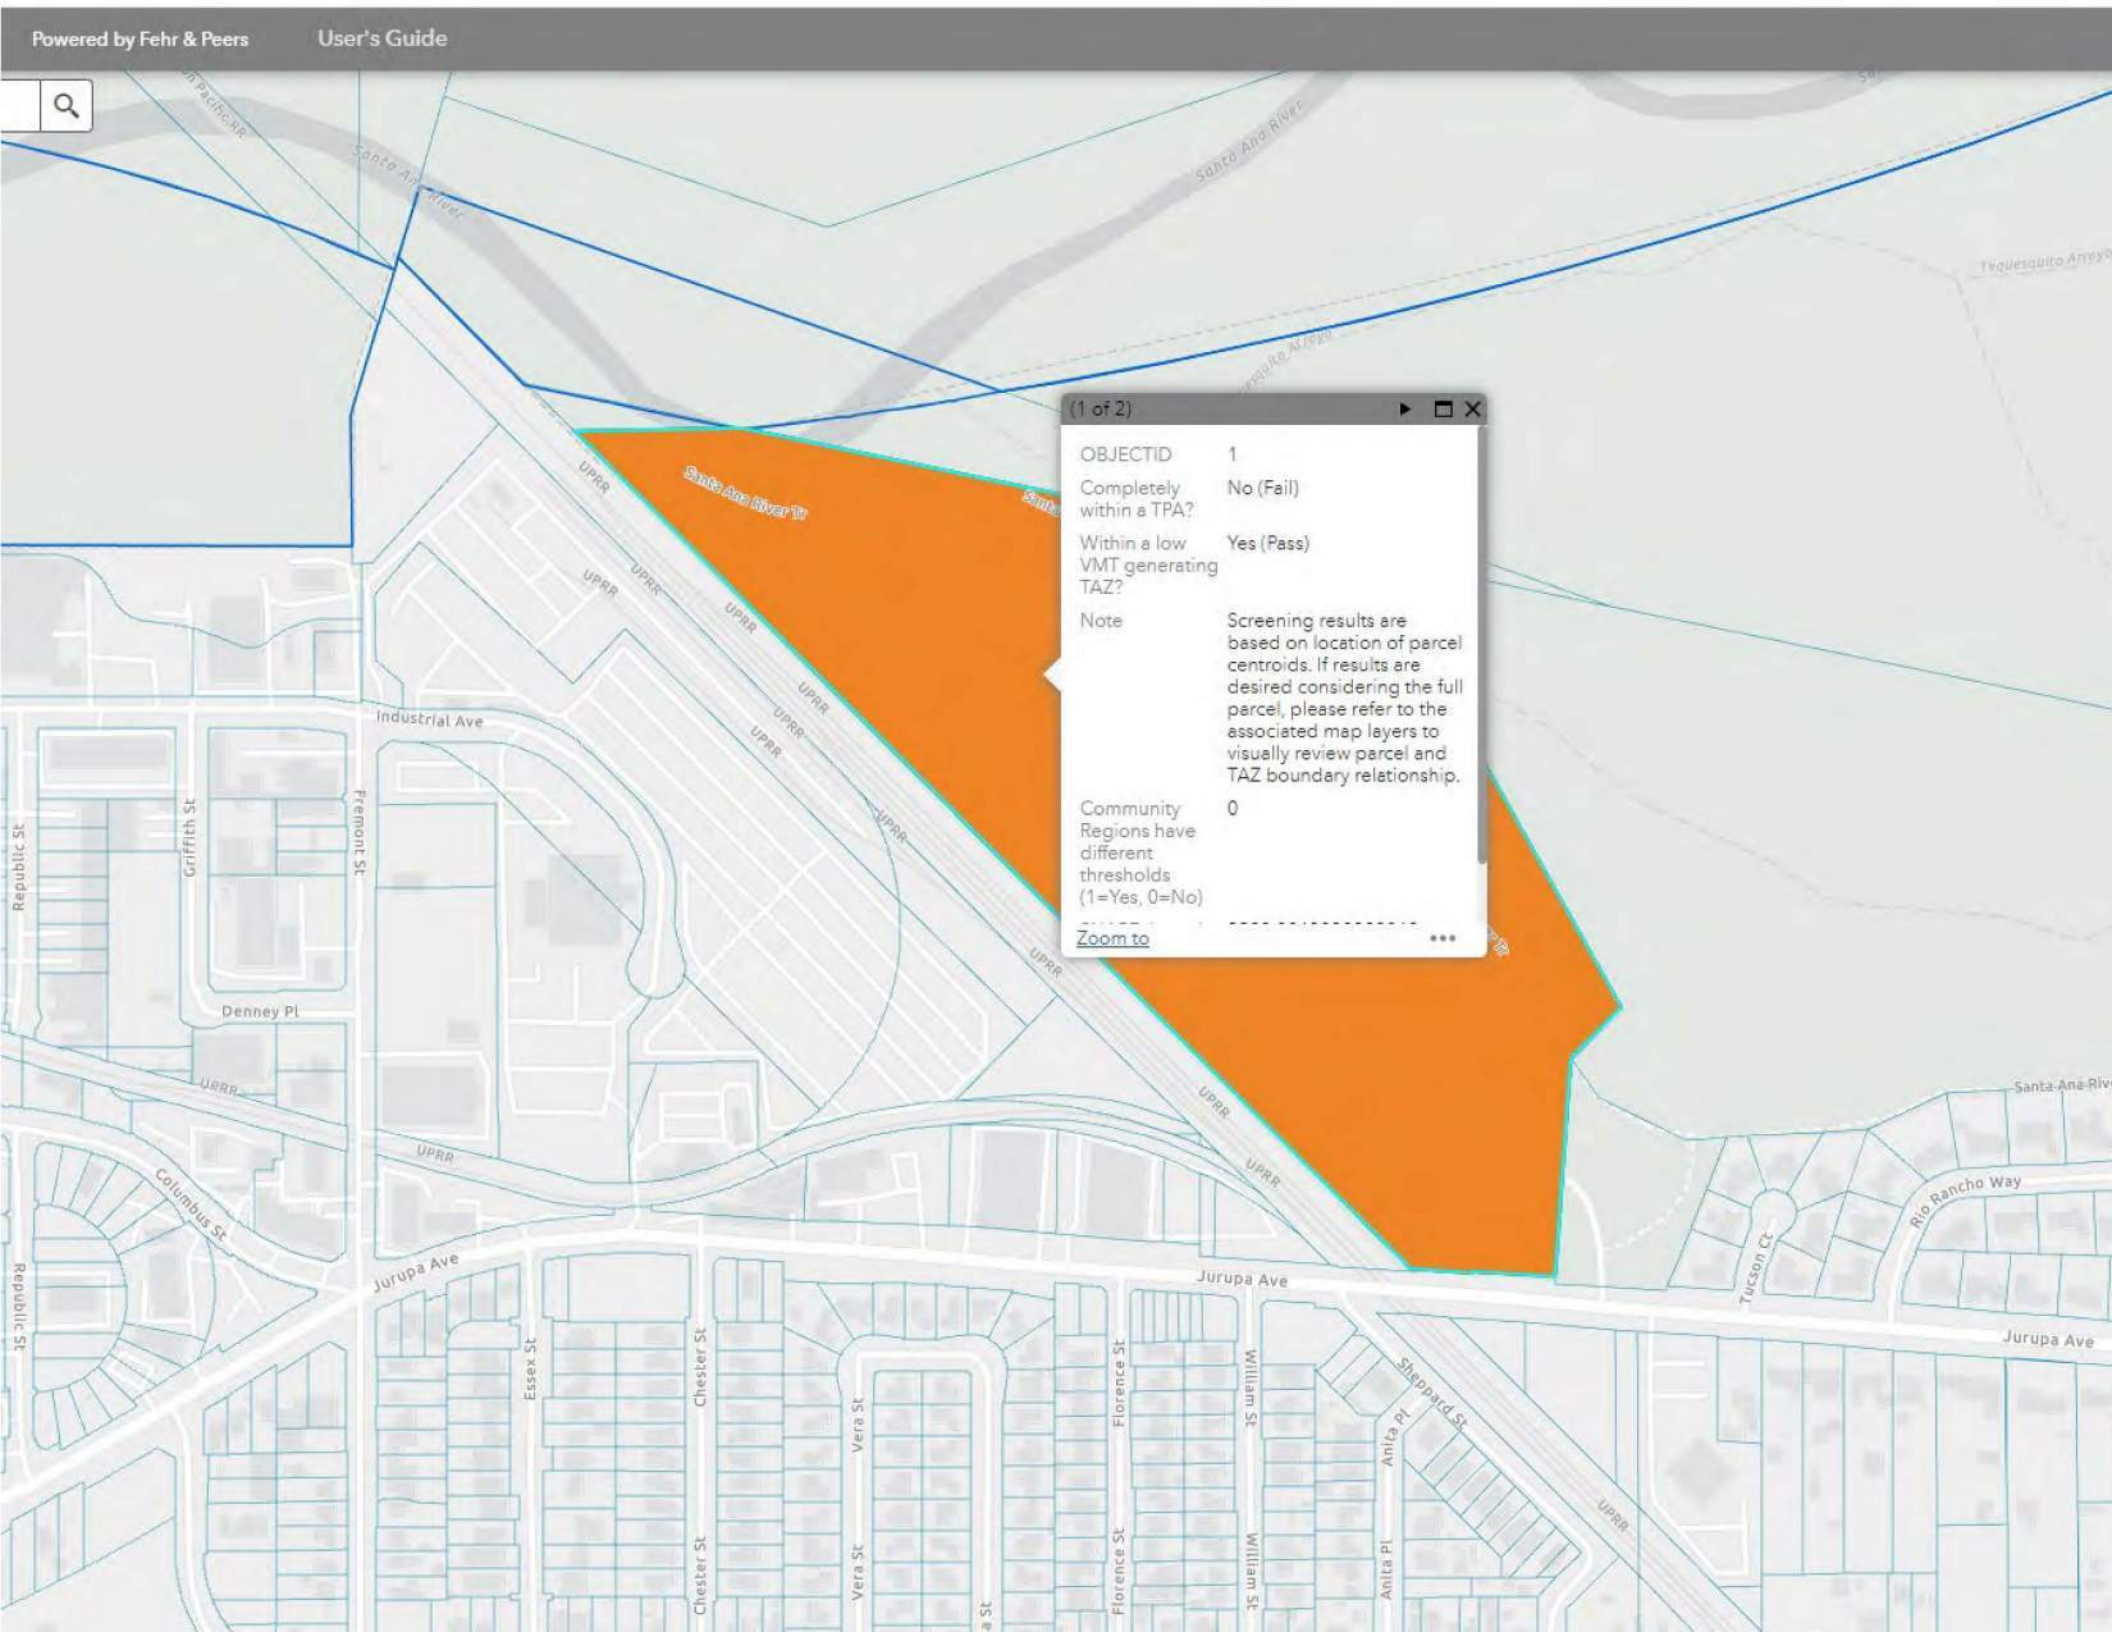 Powered by Fehr & Peers
User's Guide
Santa Ana River
Santa Ana River
Tequesquito Arroyo
(1 of 2)
OBJECTID 1
Completely No (Fail)
within a TPA?
Within a low Yes (Pass)
VMT generating
TAZ?
Note Screening results are
based on location of parcel
centroids. If results are
desired considering the full
parcel, please refer to the
associated map layers to
visually review parcel and
TAZ boundary relationship.
Community 0
Regions have
different
thresholds
(1=Yes, 0=No)
Zoom to
Santa Ana River Tr
UPRR
UPRR
UPRR
UPRR
UPRR
UPRR
UPRR
UPRR
UPRR
Industrial Ave
Republic St
Griffith St
Fremont St
Denney Pl
UPRR
UPRR
UPRR
UPRR
Columbus St
Republic St
Jurupa Ave
Jurupa Ave
Jurupa Ave
Santa Ana Riv
Rio Rancho Way
Tucson Ct
Essex St
Chester St
Chester St
Vera St
Vera St
a St
Florence St
Florence St
William St
William St
Anita Pl
Anita Pl
Sheppard St
UPRR